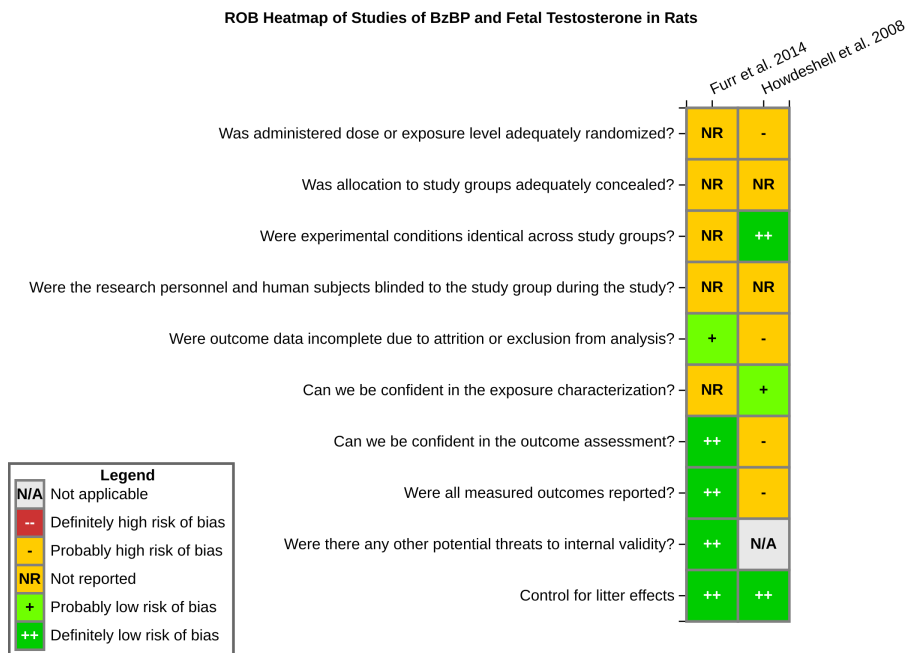 ROB Heatmap of Studies of BzBP and Fetal Testosterone in Rats
Furr et al. 2014
Howdeshell et al. 2008
Was administered dose or exposure level adequately randomized? NR -
Was allocation to study groups adequately concealed? NR NR
Were experimental conditions identical across study groups? NR ++
Were the research personnel and human subjects blinded to the study group during the study? NR NR
Were outcome data incomplete due to attrition or exclusion from analysis? + -
Can we be confident in the exposure characterization? NR +
Can we be confident in the outcome assessment? ++ -
Were all measured outcomes reported? ++ -
Were there any other potential threats to internal validity? ++ N/A
Control for litter effects ++ ++
Legend
N/A Not applicable
-- Definitely high risk of bias
- Probably high risk of bias
NR Not reported
+ Probably low risk of bias
++ Definitely low risk of bias